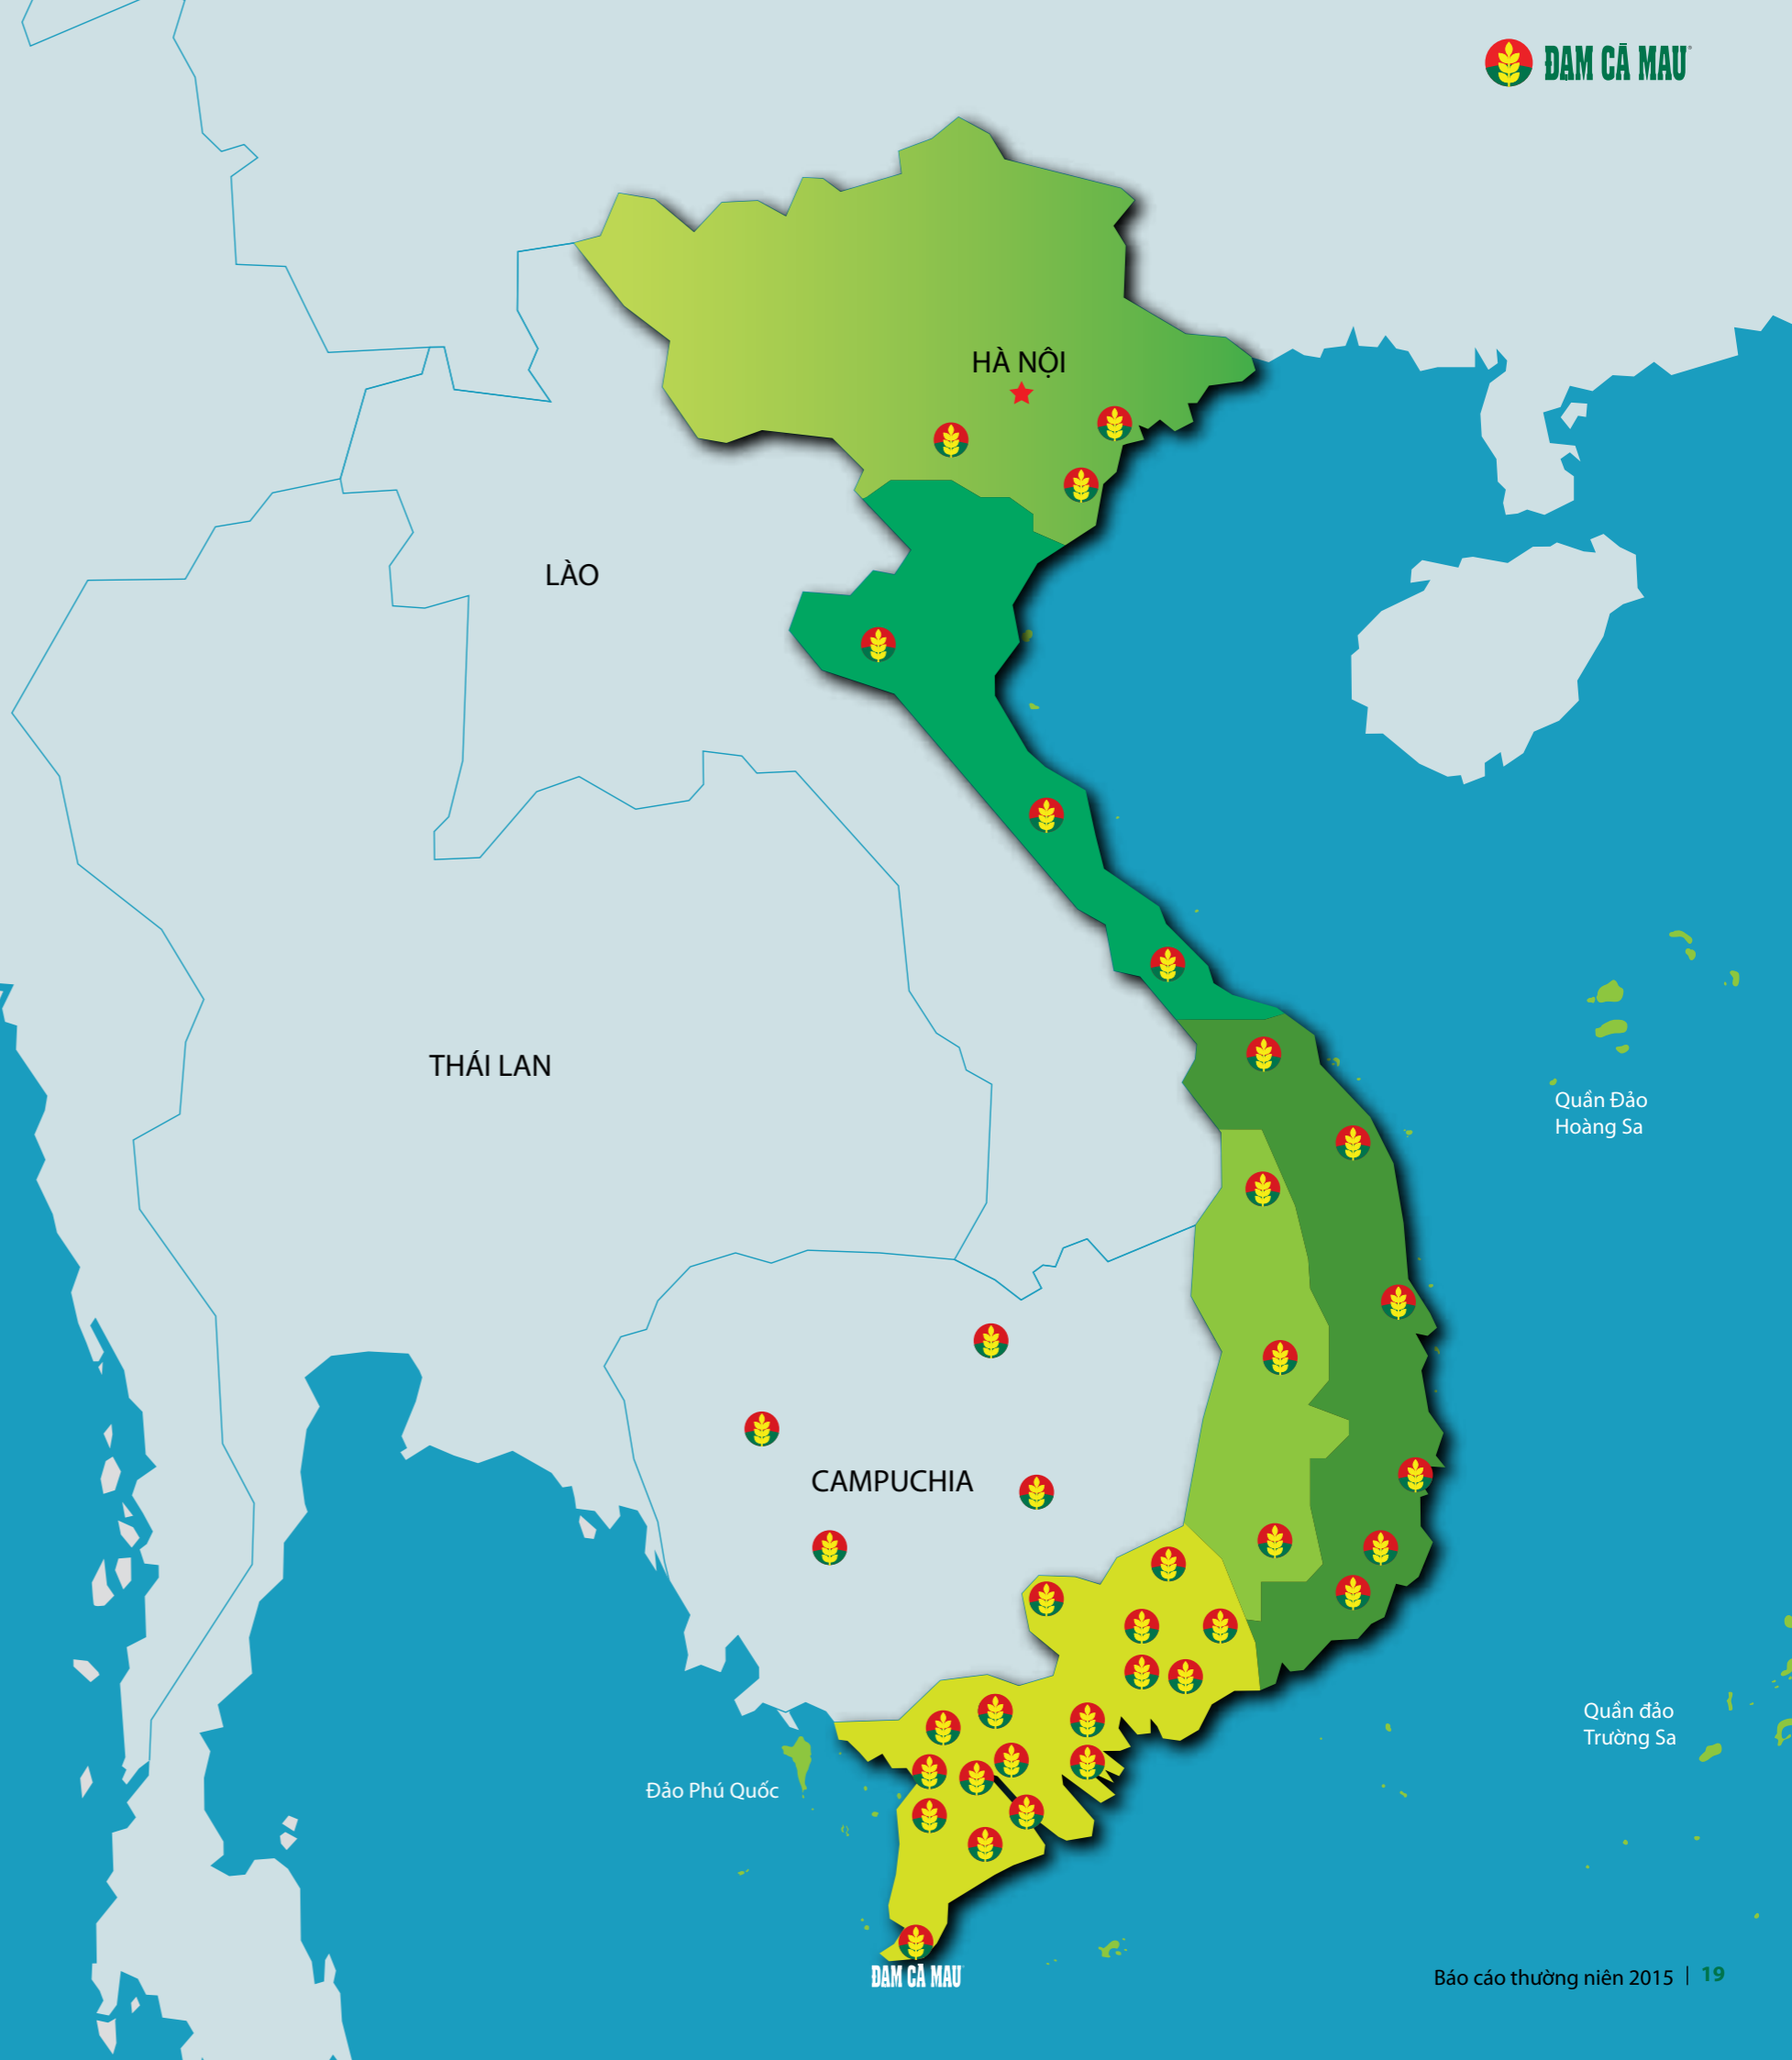 ĐẠM CÀ MAU
HÀ NỘI
LÀO
THÁI LAN
Quần Đảo
Hoàng Sa
CAMPUCHIA
Quần đảo
Trường Sa
Đảo Phú Quốc
ĐẠM CÀ MAU
Báo cáo thường niên 2015 | 19